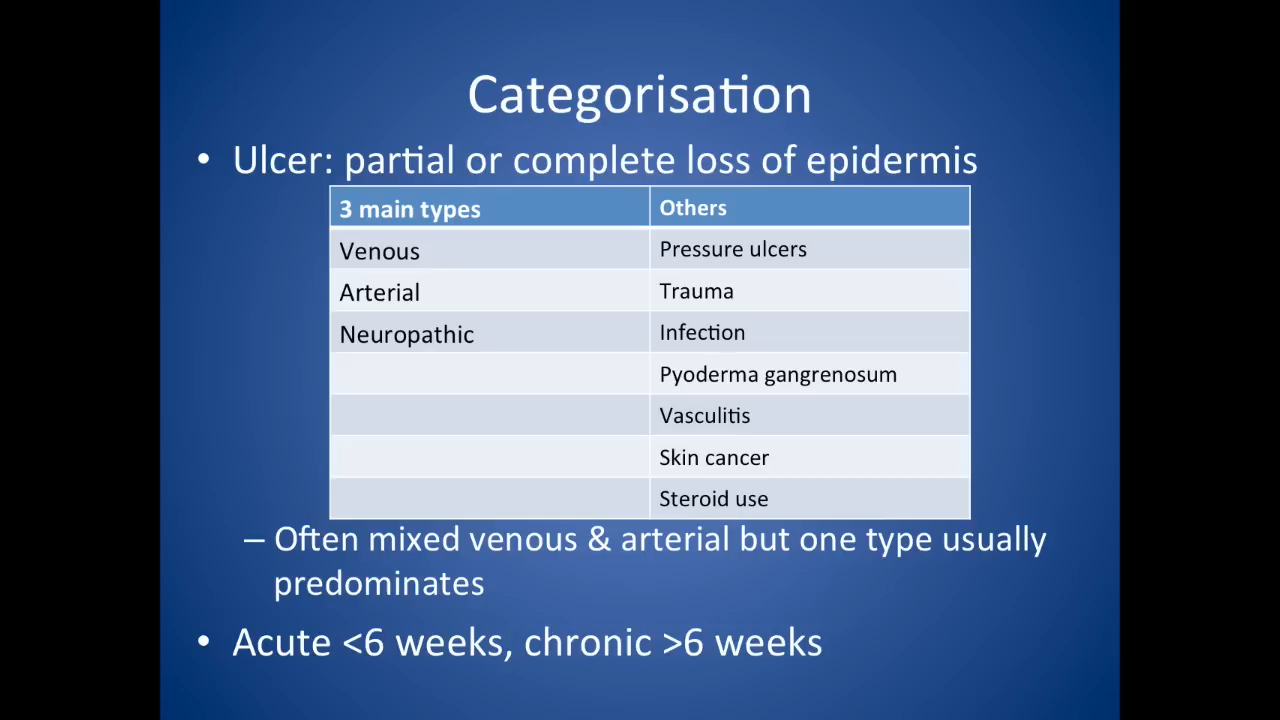 Categorisation
• Ulcer: partial or complete loss of epidermis
3 main types Others
Venous Pressure ulcers
Arterial Trauma
Neuropathic Infection
Pyoderma gangrenosum
Vasculitis
Skin cancer
Steroid use
– Often mixed venous & arterial but one type usually
predominates
• Acute <6 weeks, chronic >6 weeks